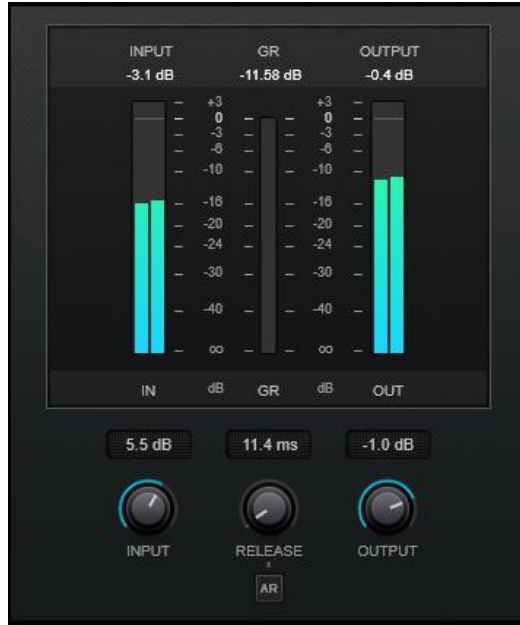 INPUT GR OUTPUT
-3.1 dB -11.58 dB -0.4 dB
+3 +3
0 0
-3 -3
-6 -6
-10 -10
-16 -16
-20 -20
-24 -24
-30 -30
-40 -40
∞ ∞
IN dB GR dB OUT
5.5 dB 11.4 ms -1.0 dB
INPUT RELEASE OUTPUT
AR